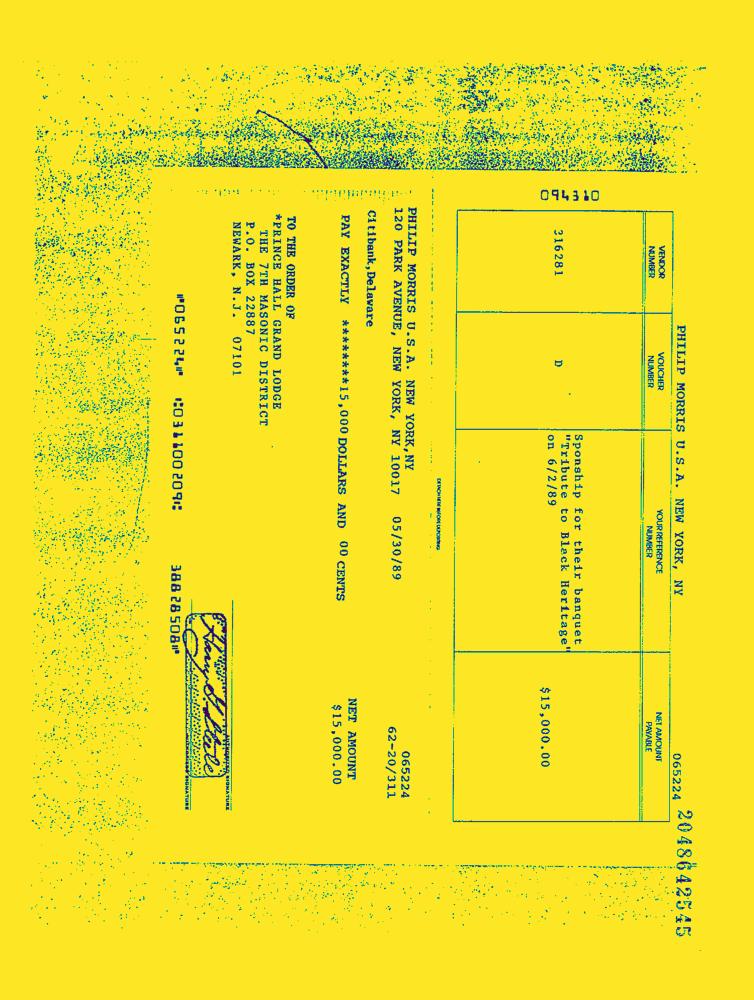 PHILIP MORRIS U.S.A. NEW YORK, NY
065224
2048642545
VENDOR NUMBER
VOUCHER NUMBER
YOUR REFERENCE NUMBER
NET AMOUNT PAYABLE
316281
D
Sponship for their banquet
"Tribute to Black Heritage"
on 6/2/89
$15,000.00
094310
PHILIP MORRIS U.S.A. NEW YORK,NY
120 PARK AVENUE, NEW YORK, NY 10017 05/30/89
065224
62-20/311
Citibank,Delaware
PAY EXACTLY ********15,000 DOLLARS AND 00 CENTS
NET AMOUNT
$15,000.00
TO THE ORDER OF
*PRINCE HALL GRAND LODGE
THE 7TH MASONIC DISTRICT
P.O. BOX 22887
NEWARK, N.J. 07101
AUTHORIZED SIGNATURE
AUTHORIZED SIGNATURE
⑈065224⑈ ⑆031100209⑆ 38828508⑈